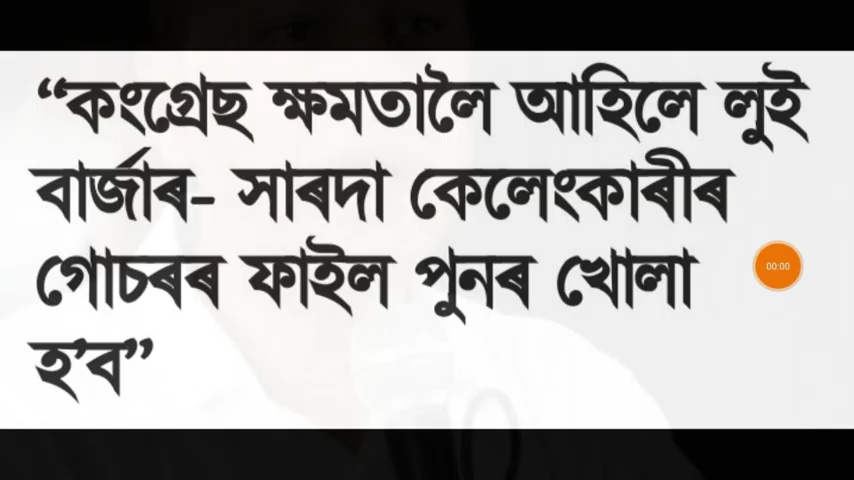 “কংগ্ৰেছ ক্ষমতালৈ আহিলে লুই
বাৰ্জাৰ- সাৰদা কেলেংকাৰীৰ
গোচৰৰ ফাইল পুনৰ খোলা
হ’ব”
00:00